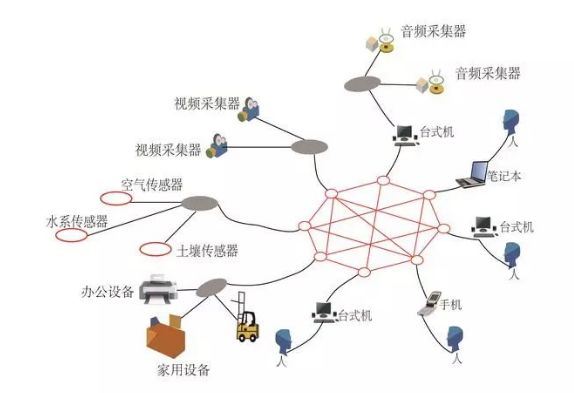 音频采集器
音频采集器
视频采集器
台式机
视频采集器
人
笔记本
空气传感器
水系传感器
台式机
土壤传感器
人
办公设备
手机
台式机
家用设备
人
人